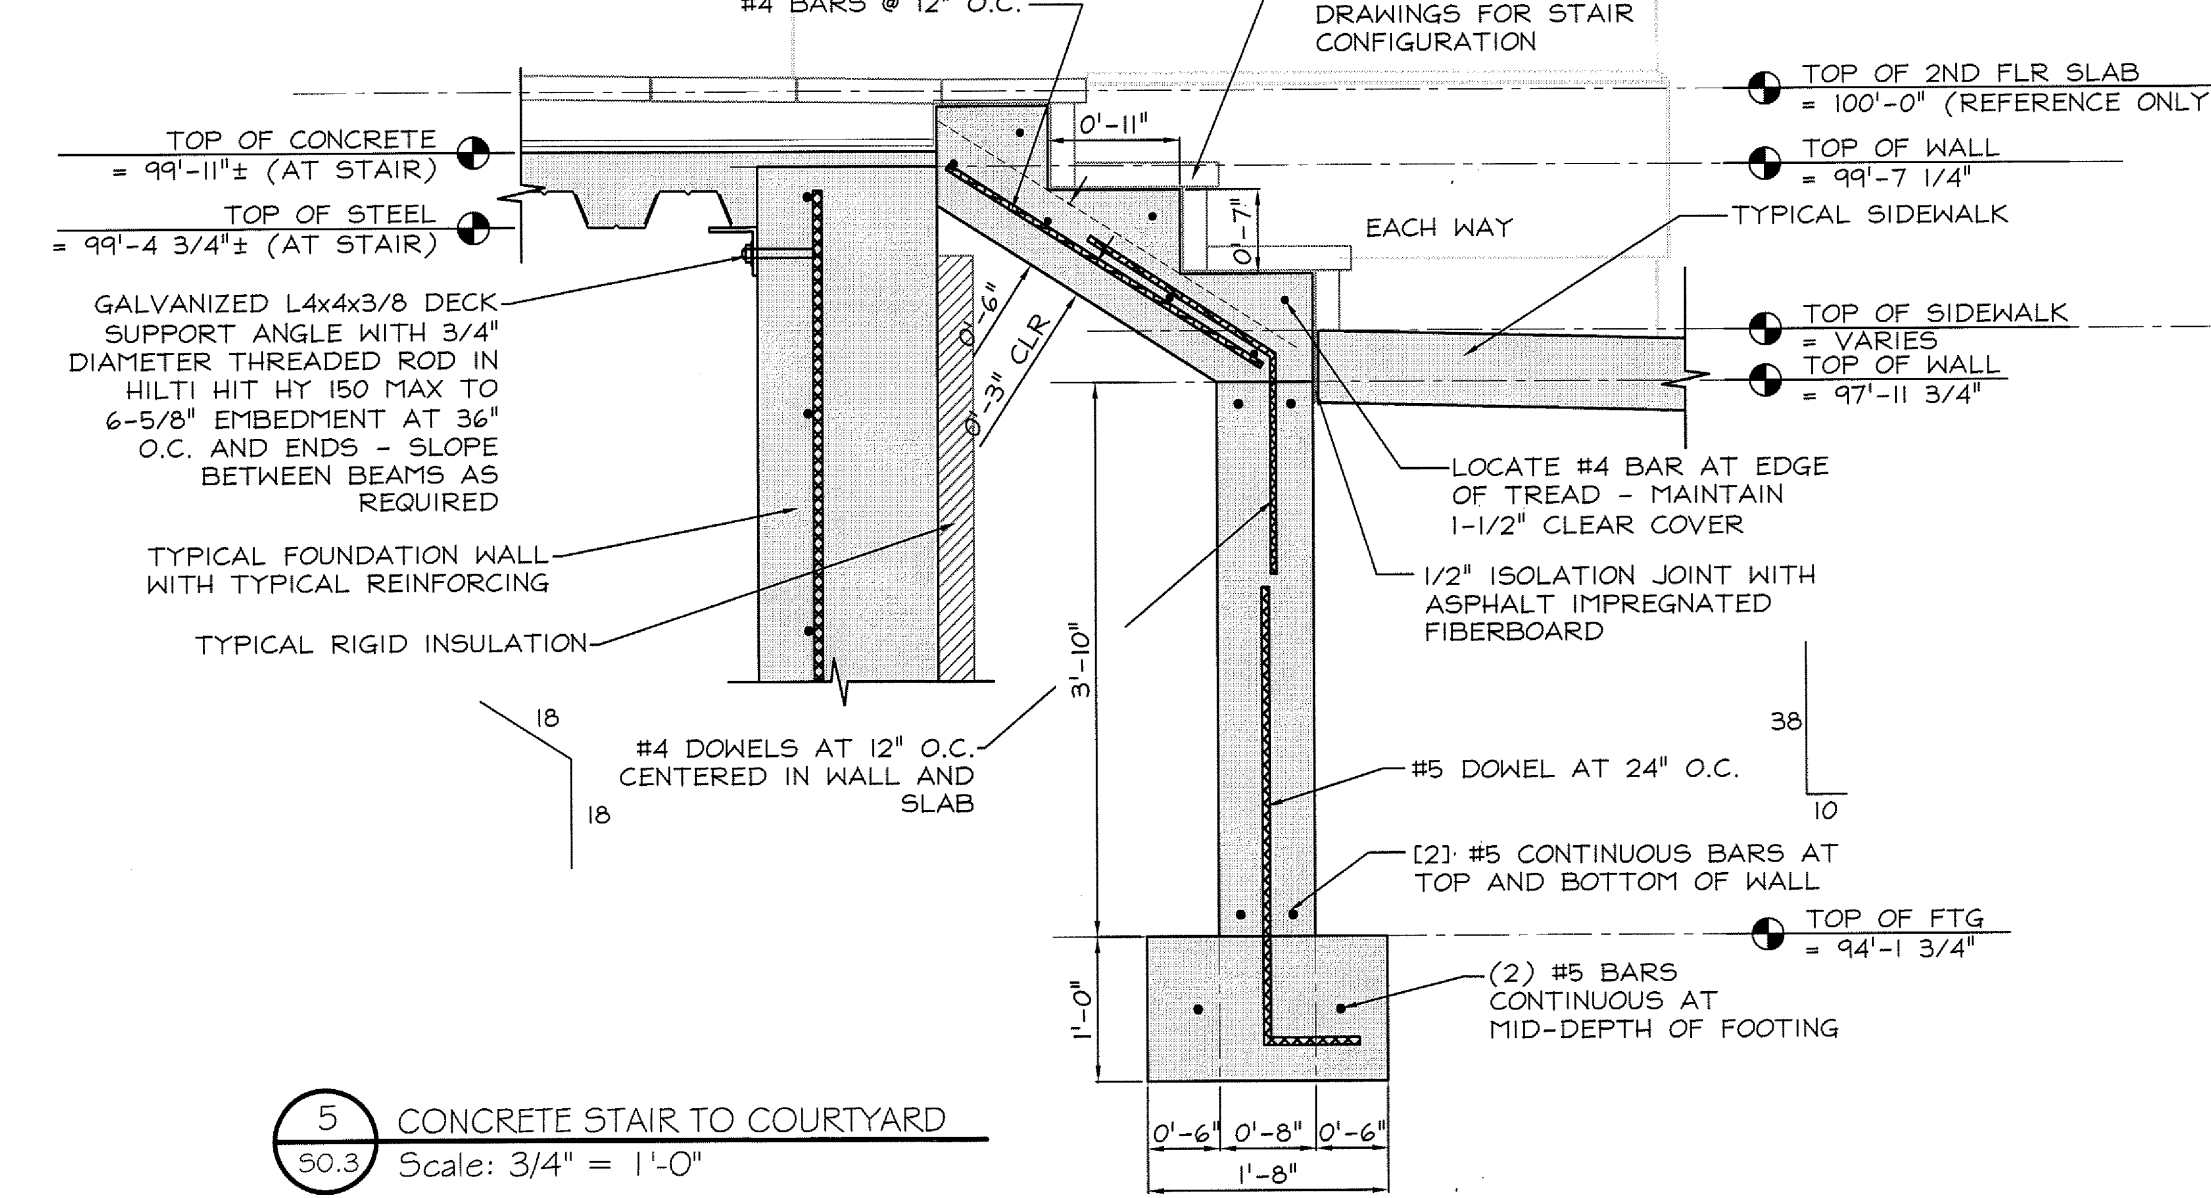 #4 BARS @ 12" O.C.
DRAWINGS FOR STAIR
CONFIGURATION
TOP OF 2ND FLR SLAB
= 100'-0" (REFERENCE ONLY
TOP OF CONCRETE
= 99'-11"± (AT STAIR)
0'-11"
TOP OF WALL
= 99'-7 1/4"
TOP OF STEEL
= 99'-4 3/4"± (AT STAIR)
0'-7"
EACH WAY
TYPICAL SIDEWALK
GALVANIZED L4x4x3/8 DECK
SUPPORT ANGLE WITH 3/4"
DIAMETER THREADED ROD IN
HILTI HIT HY 150 MAX TO
6-5/8" EMBEDMENT AT 36"
O.C. AND ENDS - SLOPE
BETWEEN BEAMS AS
REQUIRED
0'-6"
0'-3" CLR
TOP OF SIDEWALK
= VARIES
TOP OF WALL
= 97'-11 3/4"
LOCATE #4 BAR AT EDGE
OF TREAD - MAINTAIN
1-1/2" CLEAR COVER
TYPICAL FOUNDATION WALL
WITH TYPICAL REINFORCING
1/2" ISOLATION JOINT WITH
ASPHALT IMPREGNATED
FIBERBOARD
TYPICAL RIGID INSULATION
3'-10"
18
18
#4 DOWELS AT 12" O.C.
CENTERED IN WALL AND
SLAB
38
10
#5 DOWEL AT 24" O.C.
[2] #5 CONTINUOUS BARS AT
TOP AND BOTTOM OF WALL
TOP OF FTG
= 94'-1 3/4"
(2) #5 BARS
CONTINUOUS AT
MID-DEPTH OF FOOTING
1'-0"
0'-6" 0'-8" 0'-6"
1'-8"
5
S0.3
CONCRETE STAIR TO COURTYARD
Scale: 3/4" = 1'-0"